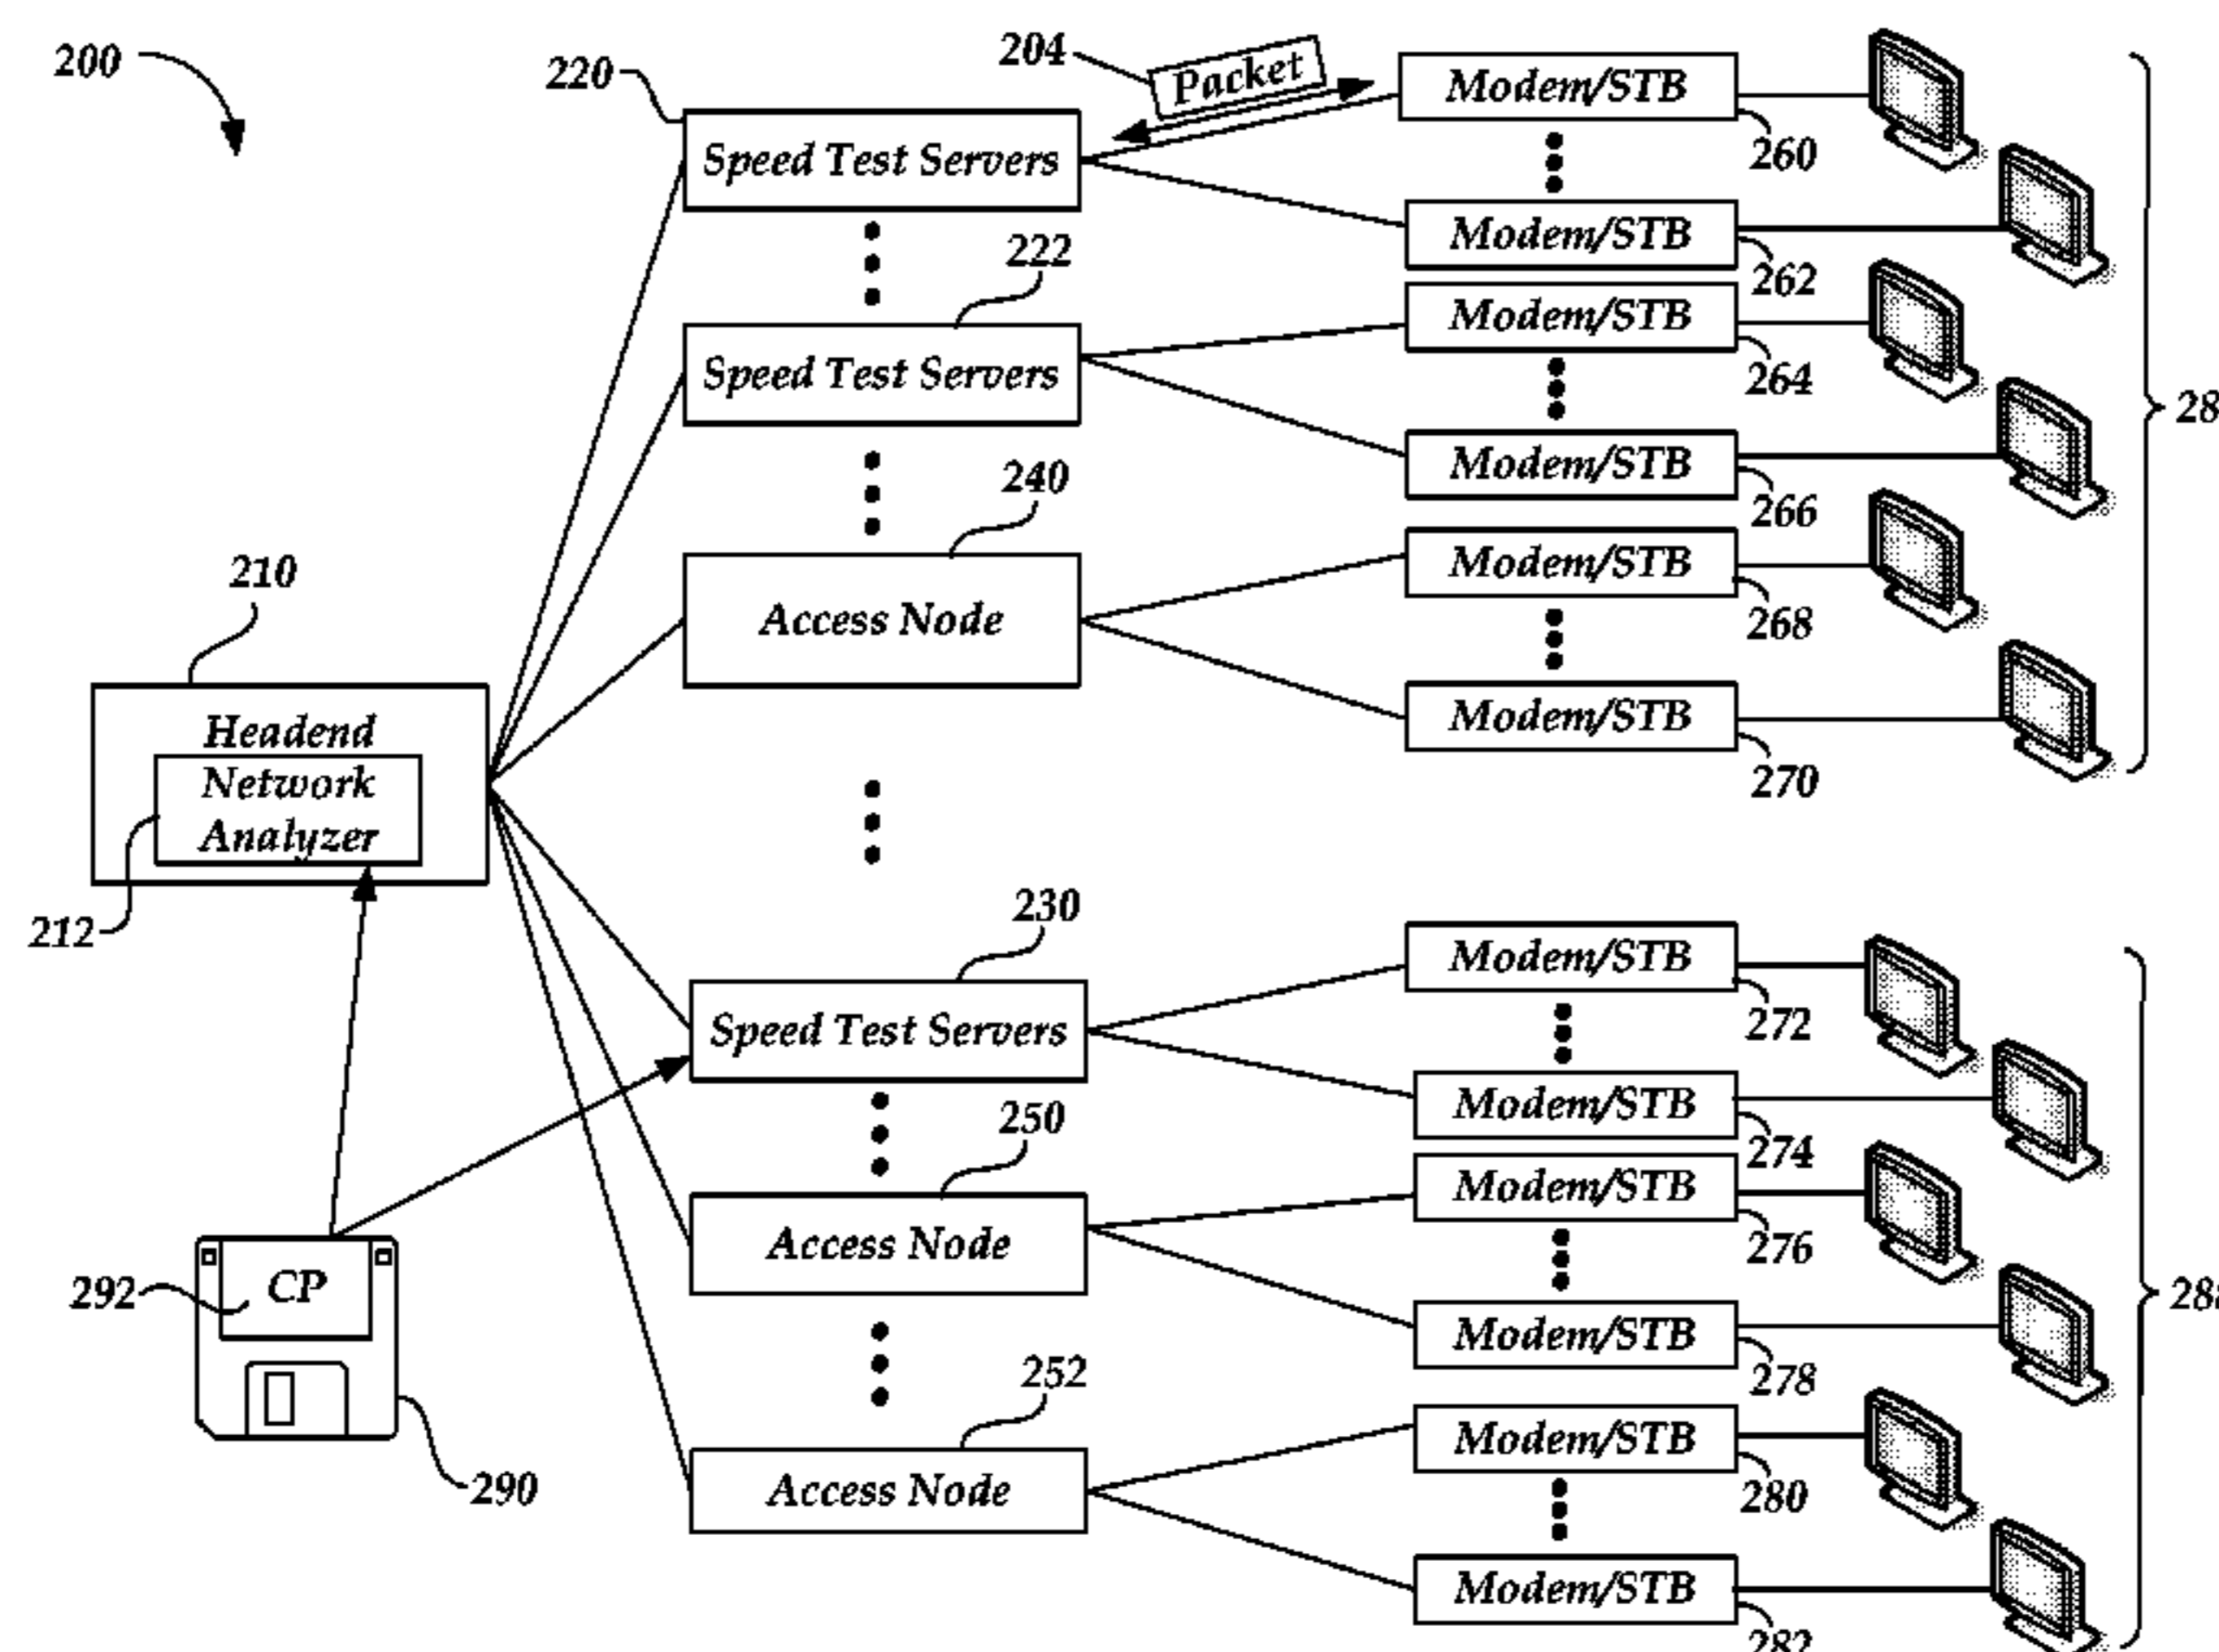 200
220
204
Packet
Modem/STB
260
Speed Test Servers
Modem/STB
262
222
Modem/STB
264
Speed Test Servers
Modem/STB
266
240
Modem/STB
268
Access Node
Modem/STB
270
210
Headend
Network
Analyzer
212
230
Modem/STB
272
Speed Test Servers
Modem/STB
274
250
Modem/STB
276
Access Node
Modem/STB
278
292
CP
290
252
Modem/STB
280
Access Node
Modem/STB
282